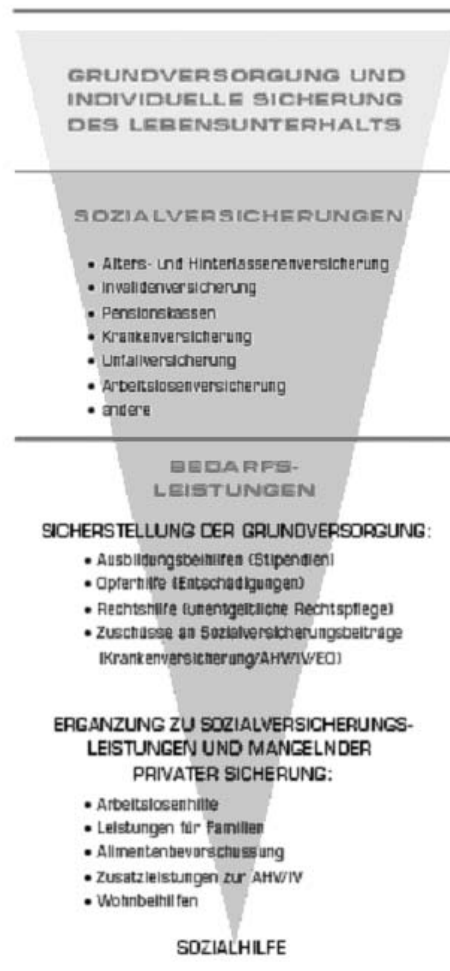 GRUNDVERSORGUNG UND
INDIVIDUELLE SICHERUNG
DES LEBENSUNTERHALTS
SOZIALVERSICHERUNGEN
• Alters- und Hinterlassenenversicherung
• Invalidenversicherung
• Pensionskassen
• Krankenversicherung
• Unfallversicherung
• Arbeitslosenversicherung
• andere
BEDARFS-
LEISTUNGEN
SICHERSTELLUNG DER GRUNDVERSORGUNG:
• Ausbildungsbeihilfen (Stipendien)
• Opferhilfe (Entschädigungen)
• Rechtshilfe (unentgeltliche Rechtspflege)
• Zuschüsse an Sozialversicherungsbeiträge
(Krankenversicherung/AHV/IV/EO)
ERGÄNZUNG ZU SOZIALVERSICHERUNGS-
LEISTUNGEN UND MANGELNDER
PRIVATER SICHERUNG:
• Arbeitslosenhilfe
• Leistungen für Familien
• Alimentenbevorschussung
• Zusatzleistungen zur AHV/IV
• Wohnbeihilfen
SOZIALHILFE